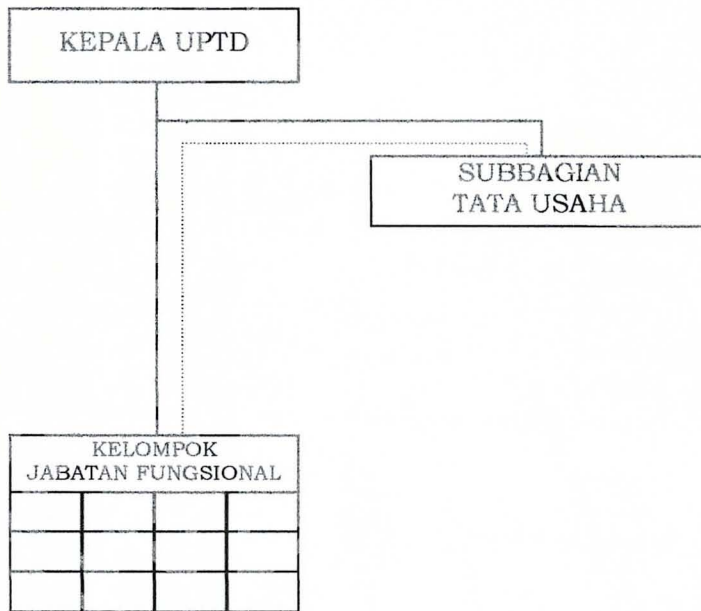 KEPALA UPTD
SUBBAGIAN
TATA USAHA
KELOMPOK
JABATAN FUNGSIONAL